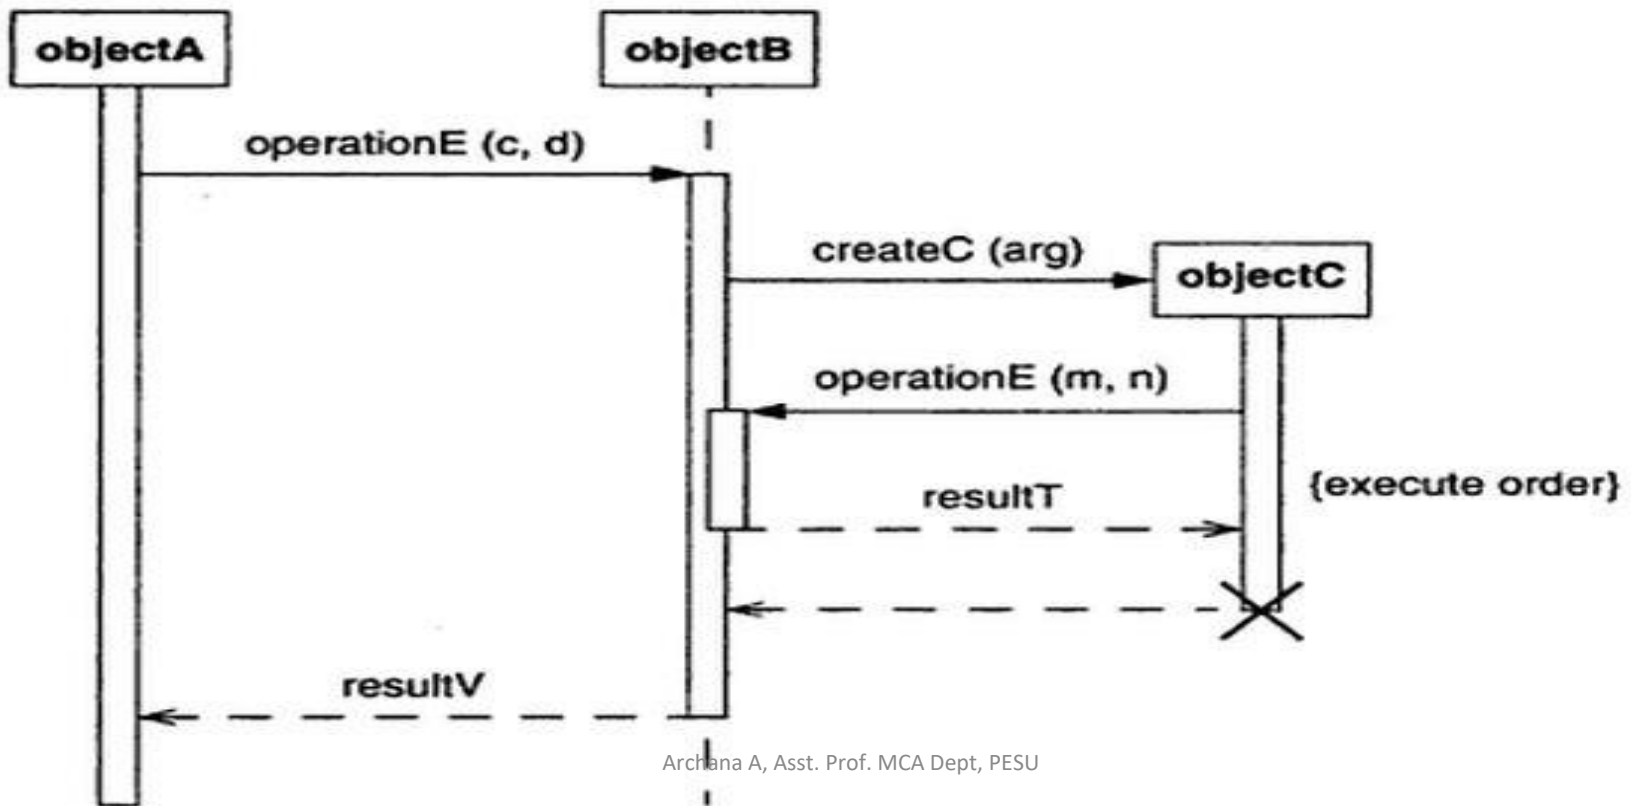 objectA
objectB
operationE (c, d)
createC (arg)
objectC
operationE (m, n)
{execute order}
resultT
resultV
Archana A, Asst. Prof. MCA Dept, PESU